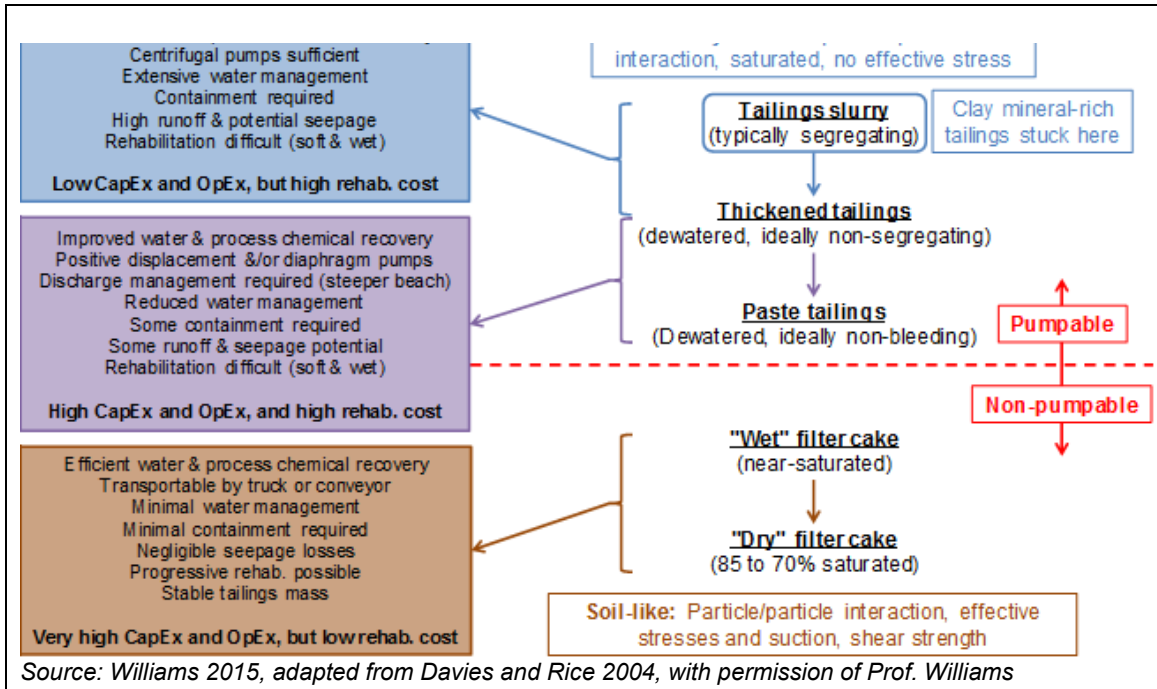 Centrifugal pumps sufficient
Extensive water management
Containment required
High runoff & potential seepage
Rehabilitation difficult (soft & wet)
Low CapEx and OpEx, but high rehab. cost
interaction, saturated, no effective stress
Tailings slurry
(typically segregating)
Clay mineral-rich
tailings stuck here
Thickened tailings
(dewatered, ideally non-segregating)
Improved water & process chemical recovery
Positive displacement &/or diaphragm pumps
Discharge management required (steeper beach)
Reduced water management
Some containment required
Some runoff & seepage potential
Rehabilitation difficult (soft & wet)
High CapEx and OpEx, and high rehab. cost
Paste tailings
(Dewatered, ideally non-bleeding)
Pumpable
Non-pumpable
"Wet" filter cake
(near-saturated)
Efficient water & process chemical recovery
Transportable by truck or conveyor
Minimal water management
Minimal containment required
Negligible seepage losses
Progressive rehab. possible
Stable tailings mass
Very high CapEx and OpEx, but low rehab. cost
"Dry" filter cake
(85 to 70% saturated)
Soil-like: Particle/particle interaction, effective
stresses and suction, shear strength
Source: Williams 2015, adapted from Davies and Rice 2004, with permission of Prof. Williams